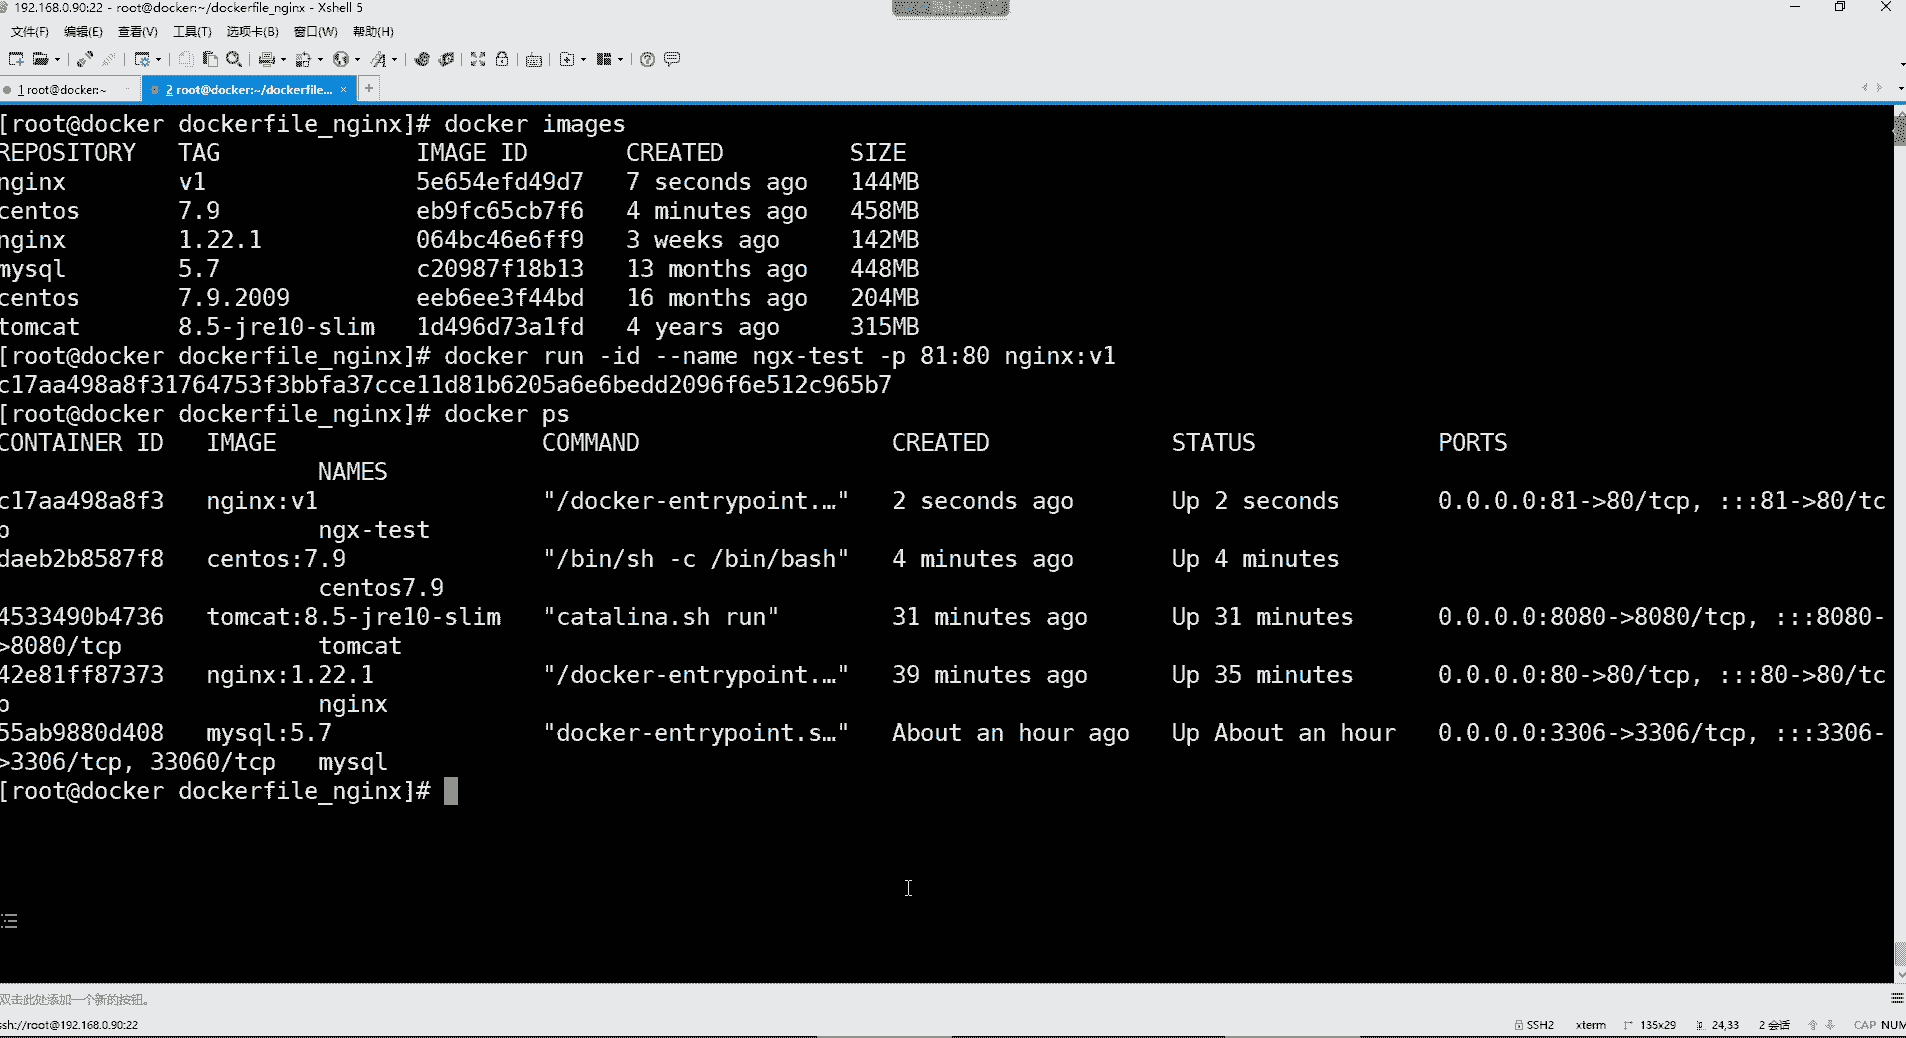 192.168.0.90:22 - root@docker:~/dockerfile_nginx - Xshell 5
文件(F) 编辑(E) 查看(V) 工具(T) 选项卡(B) 窗口(W) 帮助(H)
1 root@docker:~ 2 root@docker:~/dockerfile... × +
[root@docker dockerfile_nginx]# docker images
REPOSITORY TAG IMAGE ID CREATED SIZE
nginx v1 5e654efd49d7 7 seconds ago 144MB
centos 7.9 eb9fc65cb7f6 4 minutes ago 458MB
nginx 1.22.1 064bc46e6ff9 3 weeks ago 142MB
mysql 5.7 c20987f18b13 13 months ago 448MB
centos 7.9.2009 eeb6ee3f44bd 16 months ago 204MB
tomcat 8.5-jre10-slim 1d496d73a1fd 4 years ago 315MB
[root@docker dockerfile_nginx]# docker run -id --name ngx-test -p 81:80 nginx:v1
c17aa498a8f31764753f3bbfa37cce11d81b6205a6e6bedd2096f6e512c965b7
[root@docker dockerfile_nginx]# docker ps
CONTAINER ID IMAGE COMMAND CREATED STATUS PORTS
NAMES
c17aa498a8f3 nginx:v1 "/docker-entrypoint.…" 2 seconds ago Up 2 seconds 0.0.0.0:81->80/tcp, :::81->80/tc
p ngx-test
daeb2b8587f8 centos:7.9 "/bin/sh -c /bin/bash" 4 minutes ago Up 4 minutes
centos7.9
4533490b4736 tomcat:8.5-jre10-slim "catalina.sh run" 31 minutes ago Up 31 minutes 0.0.0.0:8080->8080/tcp, :::8080-
>8080/tcp tomcat
42e81ff87373 nginx:1.22.1 "/docker-entrypoint.…" 39 minutes ago Up 35 minutes 0.0.0.0:80->80/tcp, :::80->80/tc
p nginx
55ab9880d408 mysql:5.7 "docker-entrypoint.s…" About an hour ago Up About an hour 0.0.0.0:3306->3306/tcp, :::3306-
>3306/tcp, 33060/tcp mysql
[root@docker dockerfile_nginx]#
双击此处添加一个新的按钮。
ssh://root@192.168.0.90:22 SSH2 xterm 135x29 24,33 2 会话 CAP NUM